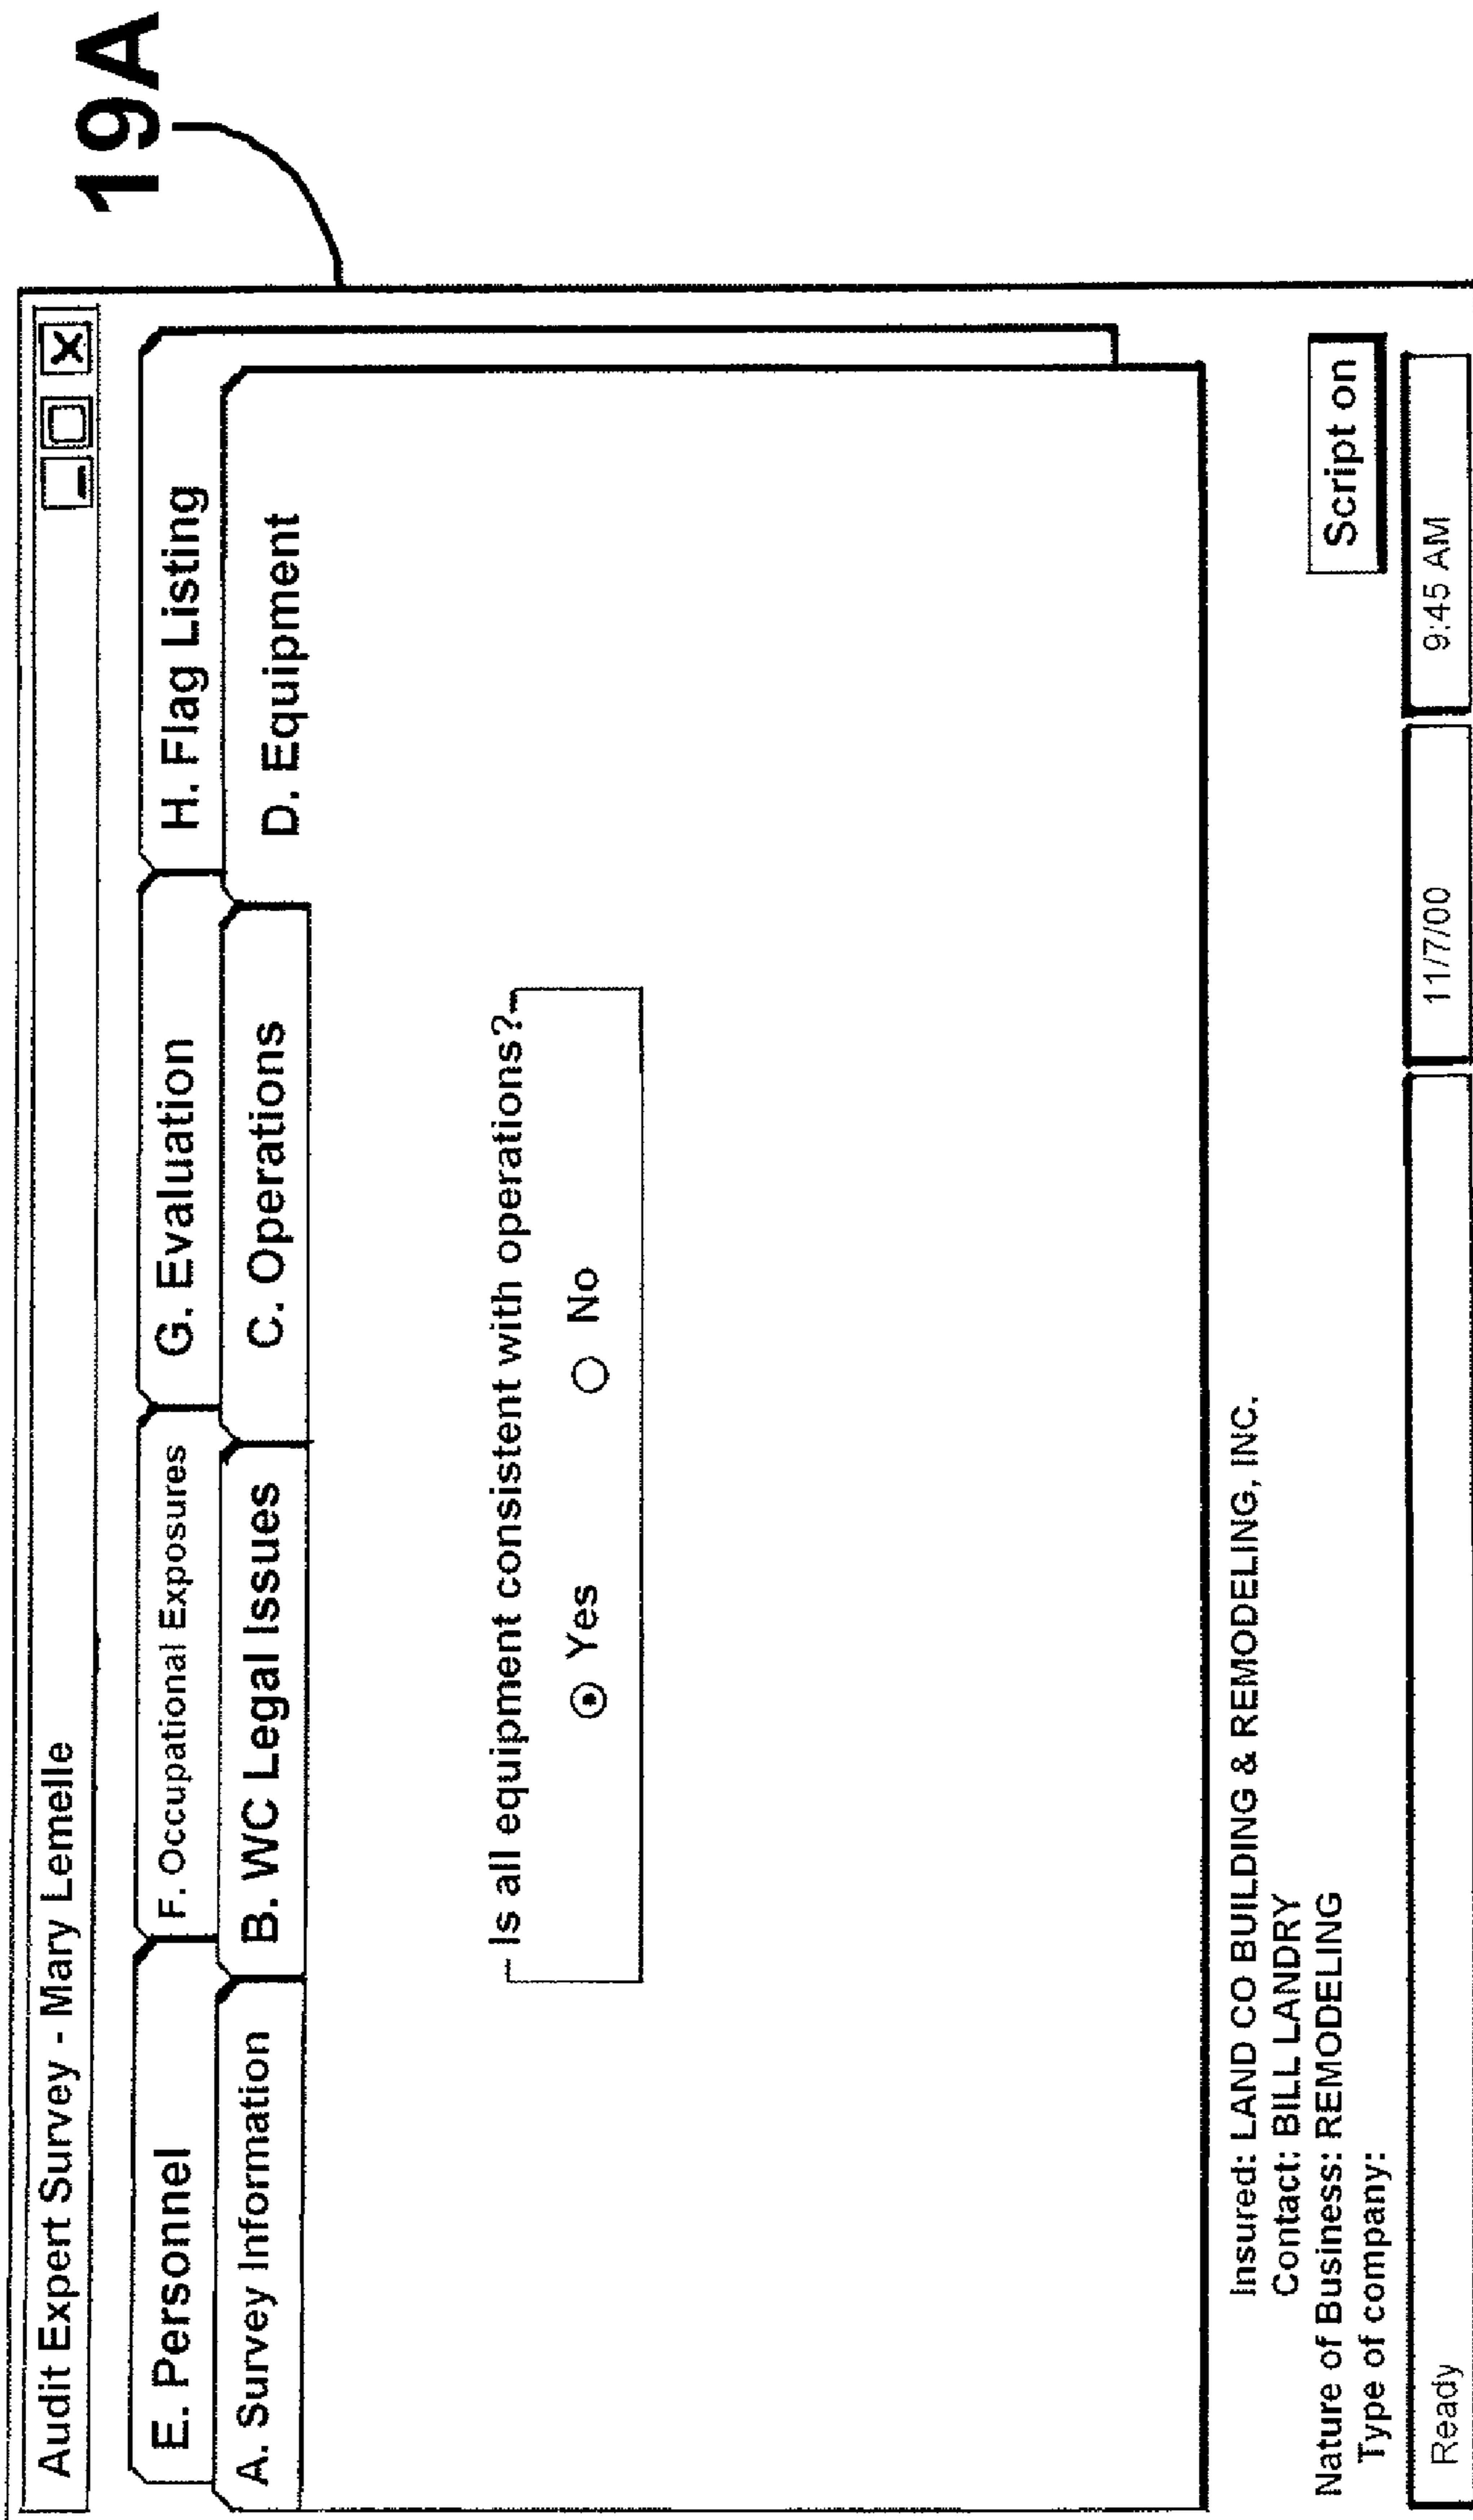 19A
Audit Expert Survey - Mary Lemelle
E. Personnel F. Occupational Exposures G. Evaluation H. Flag Listing
A. Survey Information B. WC Legal Issues C. Operations D. Equipment
Is all equipment consistent with operations?
Yes No
Insured: LAND CO BUILDING & REMODELING, INC.
Contact: BILL LANDRY
Nature of Business: REMODELING
Script on
Type of company:
Ready 11/7/00 9:45 AM